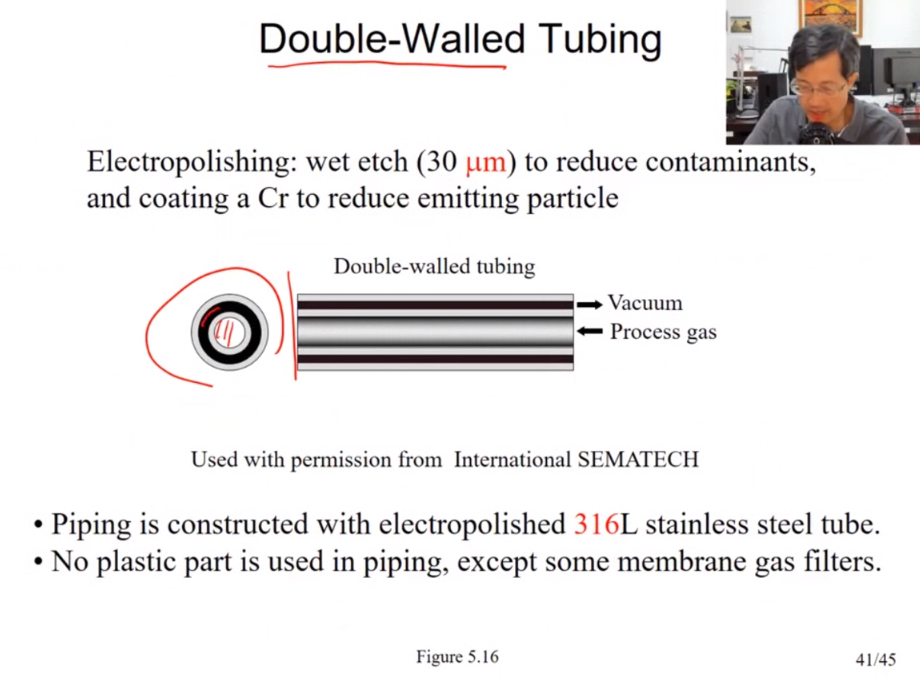 Double-Walled Tubing
Electropolishing: wet etch (30 μm) to reduce contaminants,
and coating a Cr to reduce emitting particle
Double-walled tubing
Vacuum
Process gas
Used with permission from International SEMATECH
• Piping is constructed with electropolished 316L stainless steel tube.
• No plastic part is used in piping, except some membrane gas filters.
Figure 5.16
41/45